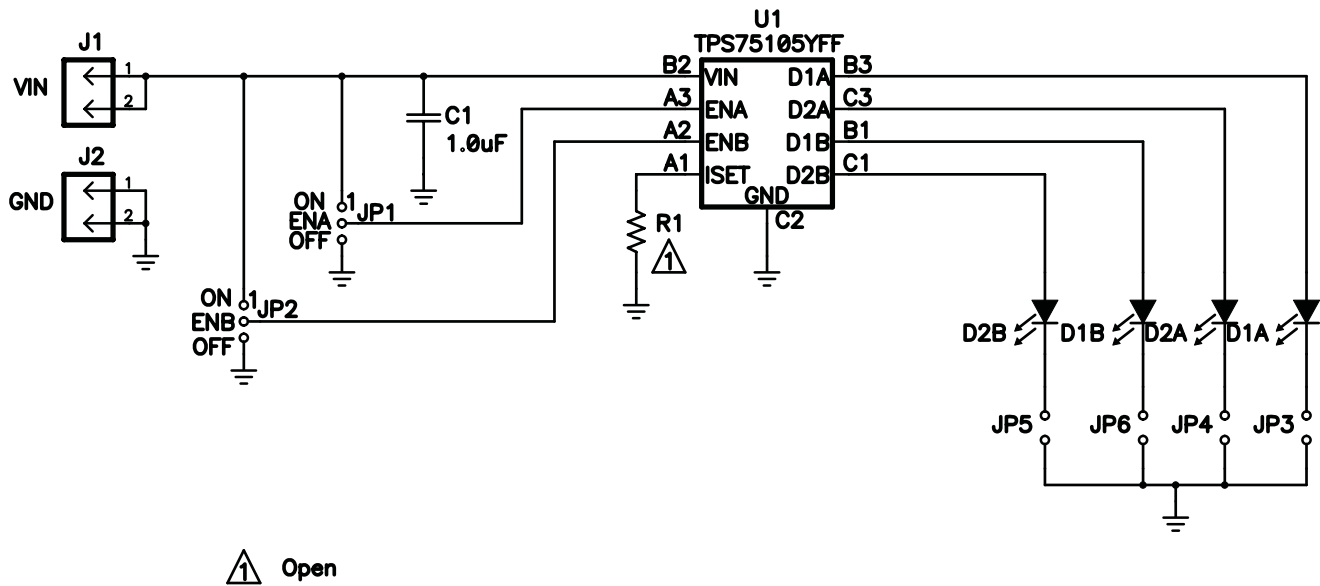 U1
TPS75105YFF
J1
VIN
1
2
J2
GND
1
2
C1
1.0uF
ON
ENA
OFF
1
JP1
ON
ENB
OFF
1
JP2
B2
A3
A2
A1
VIN
ENA
ENB
ISET
D1A
D2A
D1B
D2B
GND
B3
C3
B1
C1
C2
R1
1
D2B
D1B
D2A
D1A
JP5
JP6
JP4
JP3
1 Open